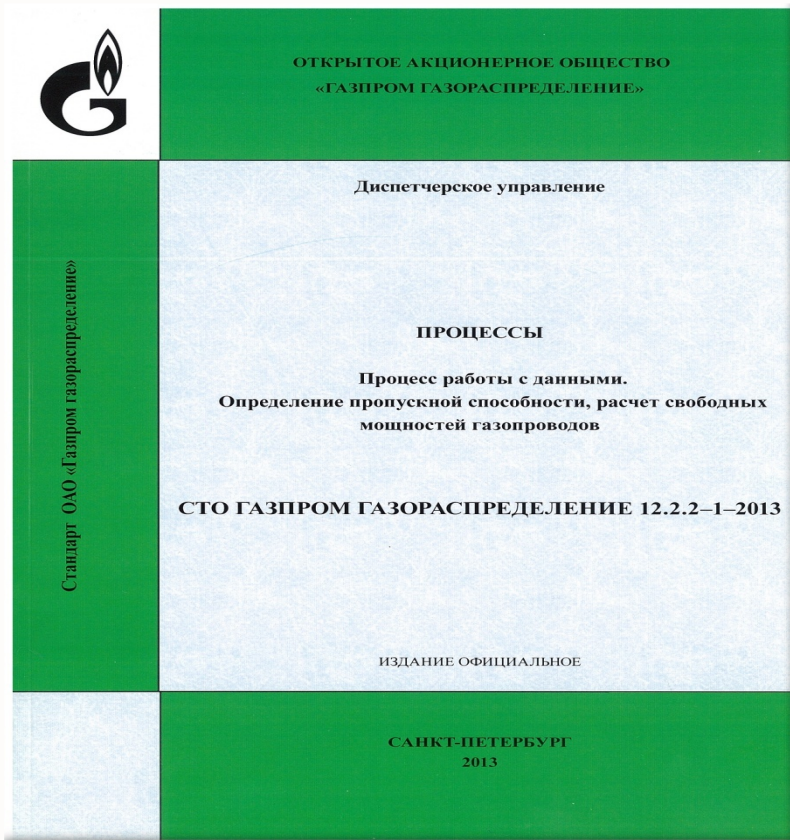 ОТКРЫТОЕ АКЦИОНЕРНОЕ ОБЩЕСТВО
«ГАЗПРОМ ГАЗОРАСПРЕДЕЛЕНИЕ»
Диспетчерское управление
Стандарт ОАО «Газпром газораспределение»
ПРОЦЕССЫ
Процесс работы с данными.
Определение пропускной способности, расчет свободных
мощностей газопроводов
СТО ГАЗПРОМ ГАЗОРАСПРЕДЕЛЕНИЕ 12.2.2–1–2013
ИЗДАНИЕ ОФИЦИАЛЬНОЕ
САНКТ-ПЕТЕРБУРГ
2013